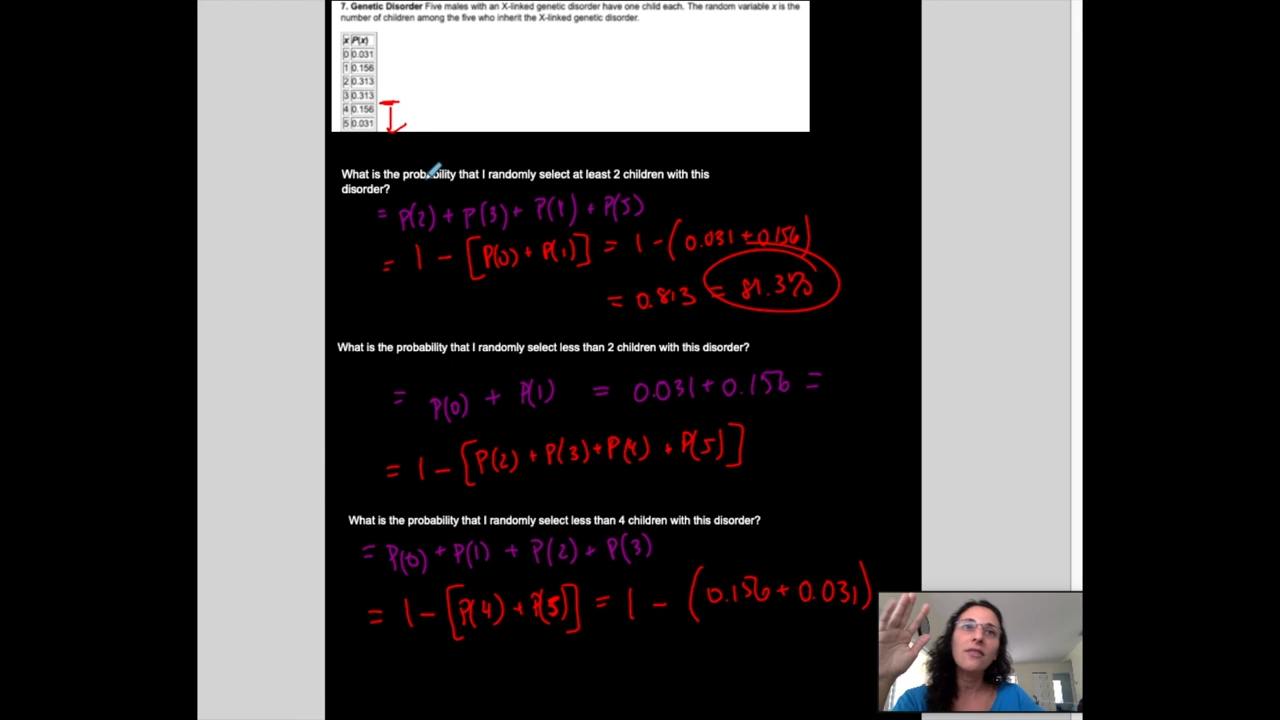 7. Genetic Disorder Five males with an X-linked genetic disorder have one child each. The random variable x is the
number of children among the five who inherit the X-linked genetic disorder.
x P(x)
0 0.031
1 0.156
2 0.313
3 0.313
4 0.156
5 0.031
What is the probability that I randomly select at least 2 children with this
disorder?
= P(2) + P(3) + P(4) + P(5)
= 1 - [P(0) + P(1)] = 1 - (0.031 + 0.156)
= 0.813 = 81.3%
What is the probability that I randomly select less than 2 children with this disorder?
= P(0) + P(1) = 0.031 + 0.156 =
= 1 - [P(2) + P(3) + P(4) + P(5)]
What is the probability that I randomly select less than 4 children with this disorder?
= P(0) + P(1) + P(2) + P(3)
= 1 - [P(4) + P(5)] = 1 - (0.156 + 0.031)